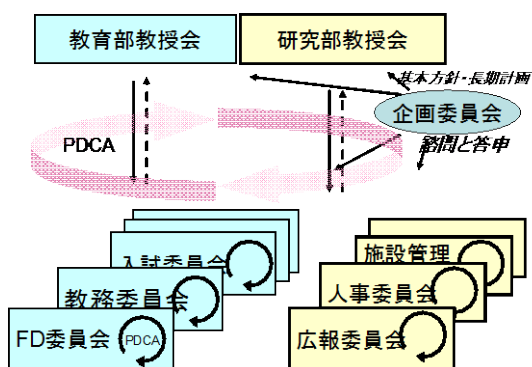 教育部教授会
研究部教授会
基本方針・長期計画
企画委員会
諮問と答申
PDCA
入試委員会
教務委員会
FD委員会
PDCA
施設管理
人事委員会
広報委員会